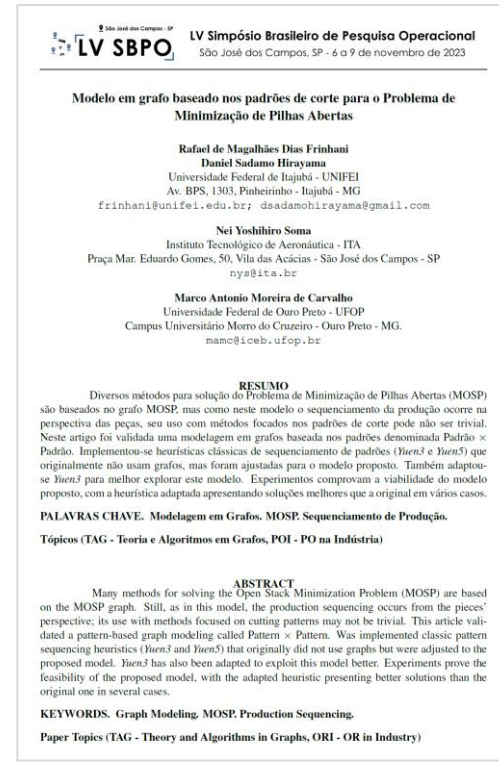 São José dos Campos - SP
LV SBPO
LV Simpósio Brasileiro de Pesquisa Operacional
São José dos Campos, SP - 6 a 9 de novembro de 2023
Modelo em grafo baseado nos padrões de corte para o Problema de
Minimização de Pilhas Abertas
Rafael de Magalhães Dias Frinhani
Daniel Sadamo Hirayama
Universidade Federal de Itajubá - UNIFEI
Av. BPS, 1303, Pinheirinho - Itajubá - MG
frinhani@unifei.edu.br; dsadamohirayama@gmail.com
Nei Yoshihiro Soma
Instituto Tecnológico de Aeronáutica - ITA
Praça Mar. Eduardo Gomes, 50, Vila das Acácias - São José dos Campos - SP
nys@ita.br
Marco Antonio Moreira de Carvalho
Universidade Federal de Ouro Preto - UFOP
Campus Universitário Morro do Cruzeiro - Ouro Preto - MG.
mamc@iceb.ufop.br
RESUMO
Diversos métodos para solução do Problema de Minimização de Pilhas Abertas (MOSP)
são baseados no grafo MOSP, mas como neste modelo o sequenciamento da produção ocorre na
perspectiva das peças, seu uso com métodos focados nos padrões de corte pode não ser trivial.
Neste artigo foi validada uma modelagem em grafos baseada nos padrões denominada Padrão ×
Padrão. Implementou-se heurísticas clássicas de sequenciamento de padrões (Yuen3 e Yuen5) que
originalmente não usam grafos, mas foram ajustadas para o modelo proposto. Também adaptou-
se Yuen3 para melhor explorar este modelo. Experimentos comprovam a viabilidade do modelo
proposto, com a heurística adaptada apresentando soluções melhores que a original em vários casos.
PALAVRAS CHAVE. Modelagem em Grafos. MOSP. Sequenciamento de Produção.
Tópicos (TAG - Teoria e Algoritmos em Grafos, POI - PO na Indústria)
ABSTRACT
Many methods for solving the Open Stack Minimization Problem (MOSP) are based
on the MOSP graph. Still, as in this model, the production sequencing occurs from the pieces'
perspective; its use with methods focused on cutting patterns may not be trivial. This article vali-
dated a pattern-based graph modeling called Pattern × Pattern. Was implemented classic pattern
sequencing heuristics (Yuen3 and Yuen5) that originally did not use graphs but were adjusted to the
proposed model. Yuen3 has also been adapted to exploit this model better. Experiments prove the
feasibility of the proposed model, with the adapted heuristic presenting better solutions than the
original one in several cases.
KEYWORDS. Graph Modeling. MOSP. Production Sequencing.
Paper Topics (TAG - Theory and Algorithms in Graphs, ORI - OR in Industry)